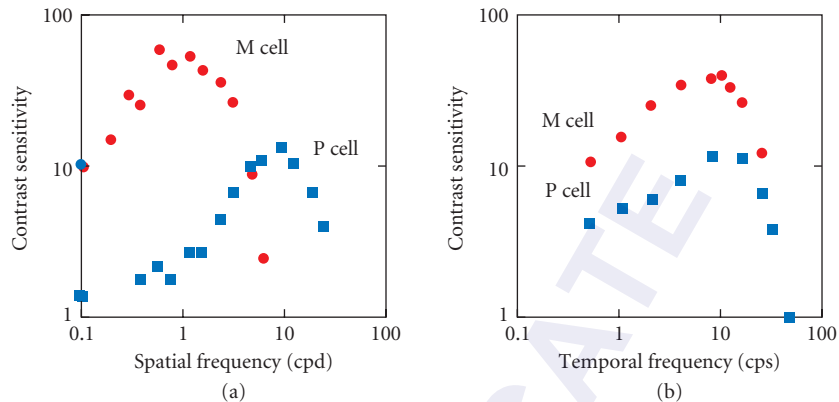 100
M cell
Contrast sensitivity
10
P cell
1
0.1 1 10 100
Spatial frequency (cpd)
(a)
100
Contrast sensitivity
M cell
10
P cell
1
0.1 1 10 100
Temporal frequency (cps)
(b)
CATE